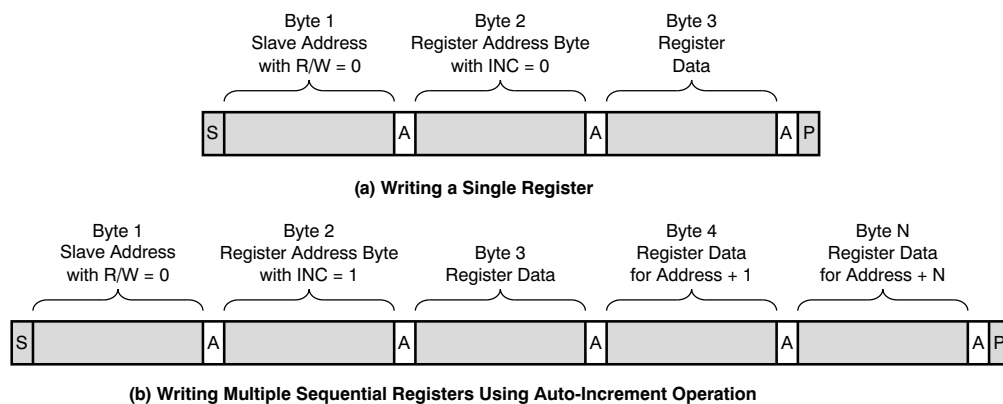 Byte 1
Slave Address
with R/W = 0
Byte 2
Register Address Byte
with INC = 0
Byte 3
Register
Data
S
A
A
A
P
(a) Writing a Single Register
Byte 1
Slave Address
with R/W = 0
Byte 2
Register Address Byte
with INC = 1
Byte 3
Register Data
Byte 4
Register Data
for Address + 1
Byte N
Register Data
for Address + N
S
A
A
A
A
A
P
(b) Writing Multiple Sequential Registers Using Auto-Increment Operation